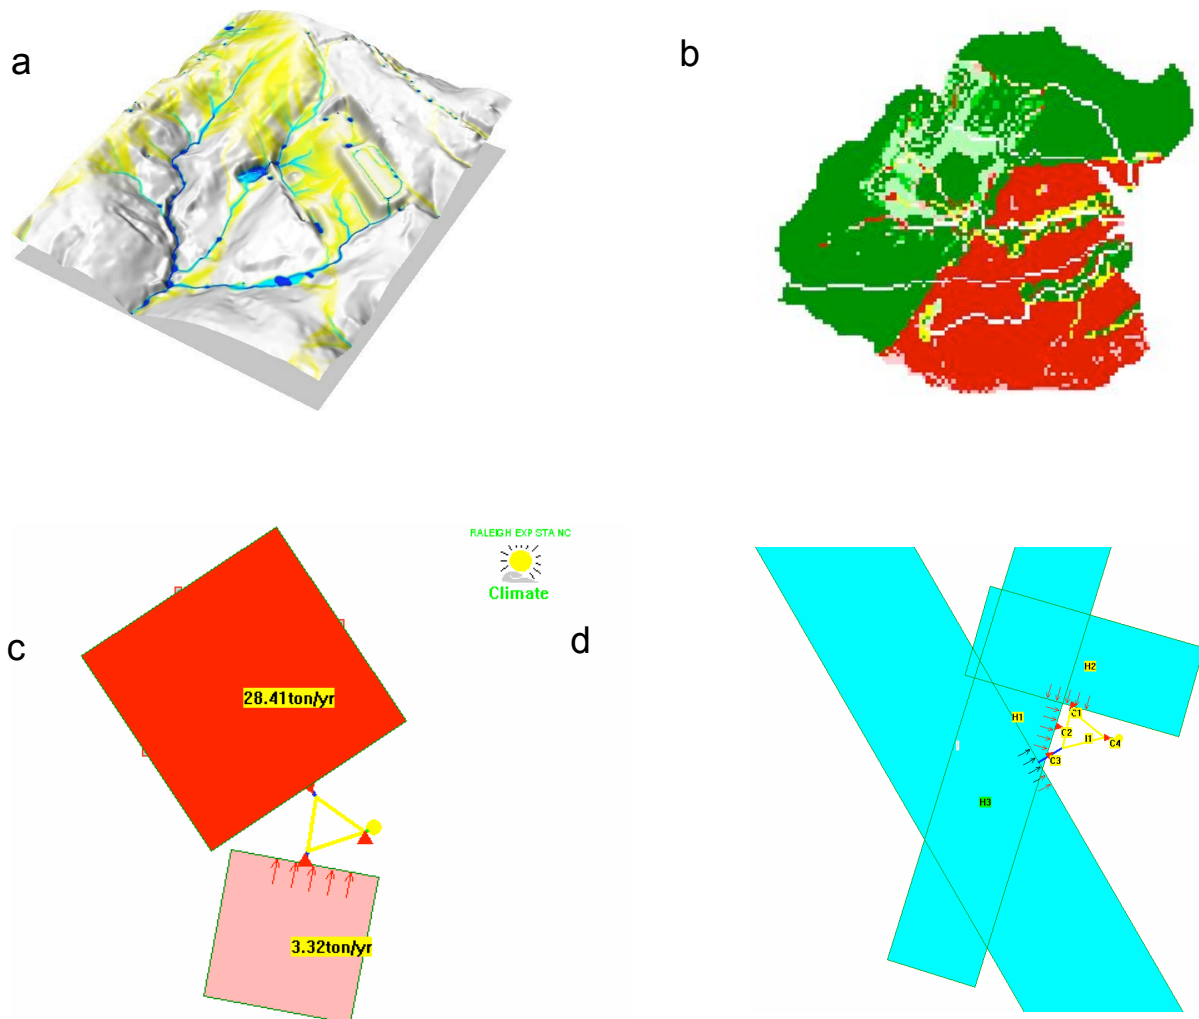 a
b
RALEIGH EXP STA NC
Climate
c
28.41ton/yr
3.32ton/yr
d
H2
H1
C1
C2
I1
C4
C3
H3